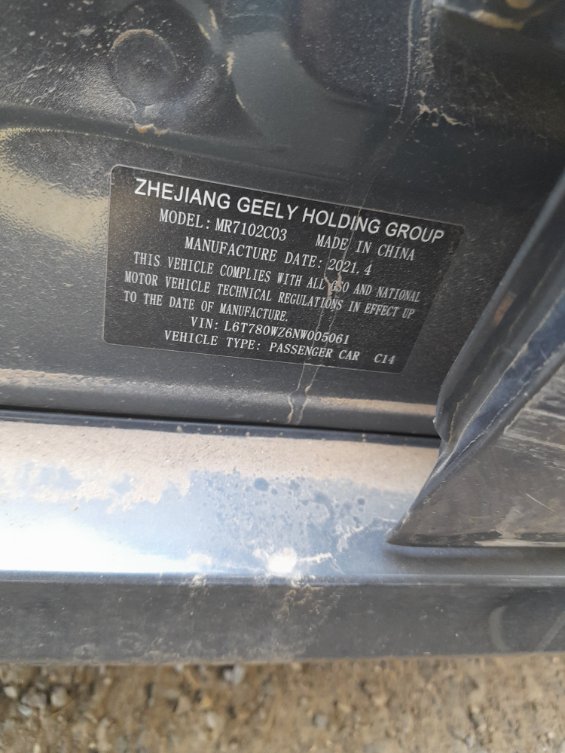 ZHEJIANG GEELY HOLDING GROUP
MODEL: MR7102C03 MADE IN CHINA
MANUFACTURE DATE: 2021.4
THIS VEHICLE COMPLIES WITH ALL GSO AND NATIONAL
MOTOR VEHICLE TECHNICAL REGULATIONS IN EFFECT UP
TO THE DATE OF MANUFACTURE.
VIN: L6T780WZ6NW005061
VEHICLE TYPE: PASSENGER CAR C14